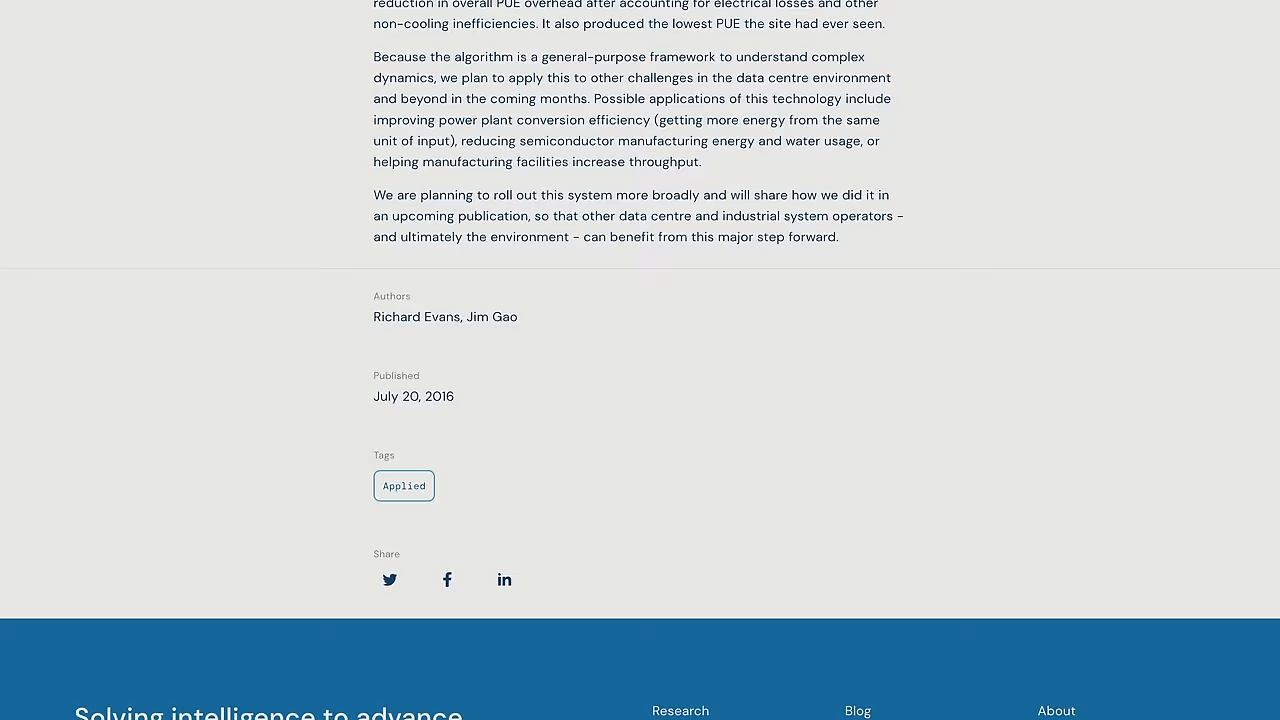 reduction in overall PUE overhead after accounting for electrical losses and other
non-cooling inefficiencies. It also produced the lowest PUE the site had ever seen.
Because the algorithm is a general-purpose framework to understand complex
dynamics, we plan to apply this to other challenges in the data centre environment
and beyond in the coming months. Possible applications of this technology include
improving power plant conversion efficiency (getting more energy from the same
unit of input), reducing semiconductor manufacturing energy and water usage, or
helping manufacturing facilities increase throughput.
We are planning to roll out this system more broadly and will share how we did it in
an upcoming publication, so that other data centre and industrial system operators -
and ultimately the environment - can benefit from this major step forward.
Authors
Richard Evans, Jim Gao
Published
July 20, 2016
Tags
Applied
Share
Solving intelligence to advance
Research
Blog
About